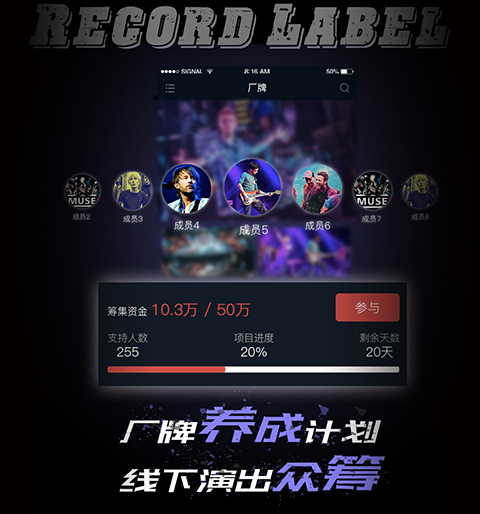 RECORD LABEL
SIGNAL 8:16 AM 50%
厂牌
MUSE MUSE
成员2 成员3 成员4 成员5 成员6 成员7 成员8
筹集资金 10.3万 / 50万 参与
支持人数 项目进度 剩余天数
255 20% 20天
厂牌养成计划
线下演出众筹